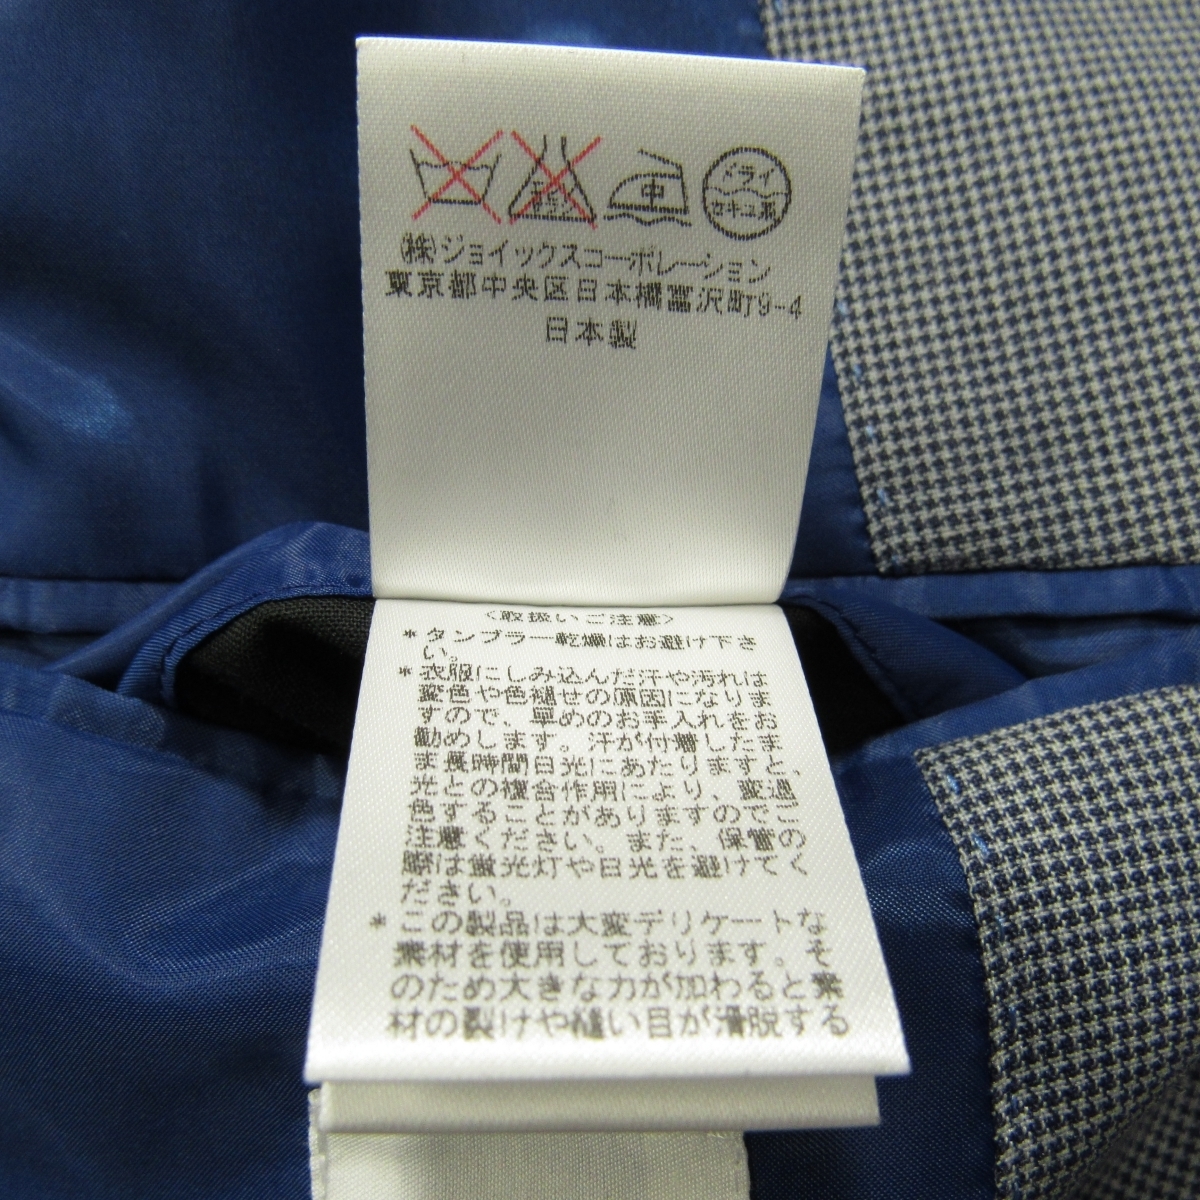 エンソ
サラシ
中
ドライ
セキユ系
(株)ジョイックスコーポレーション
東京都中央区日本橋富沢町9-4
日本製
〈取扱いご注意〉
*タンブラー乾燥はお避け下さ
い。
*衣服にしみ込んだ汗や汚れは
変色や色褪せの原因になりま
すので、早めのお手入れをお
勧めします。汗が付着したま
ま長時間日光にあたりますと、
光との複合作用により、変退
色することがありますのでご
注意ください。また、保管の
際は蛍光灯や日光を避けてく
ださい。
*この製品は大変デリケートな
素材を使用しております。そ
のため大きな力が加わると素
材の裂けや縫い目が滑脱する